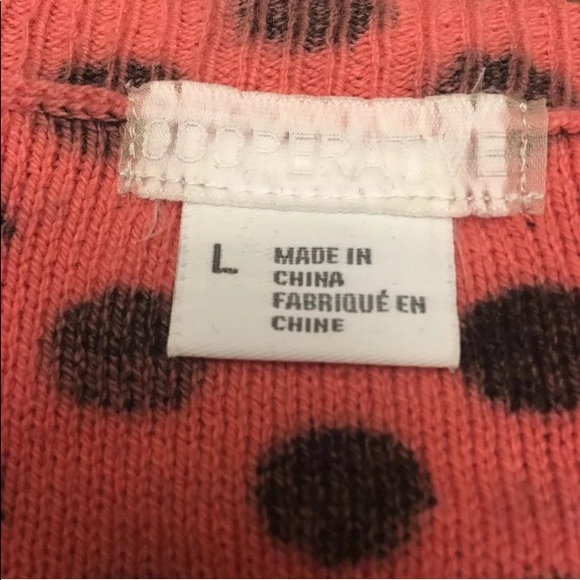 COOPERATIVE
L
MADE IN
CHINA
FABRIQUÉ EN
CHINE